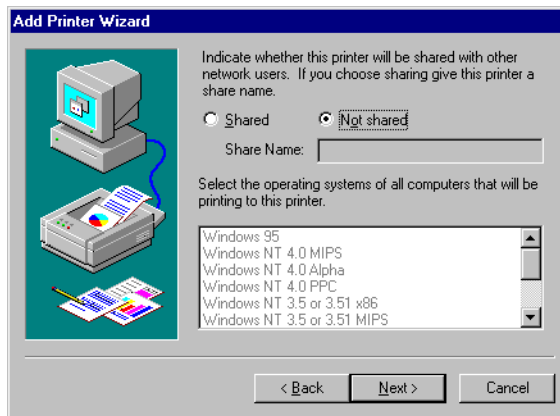 Add Printer Wizard
Indicate whether this printer will be shared with other
network users. If you choose sharing give this printer a
share name.
Shared
Not shared
Share Name:
Select the operating systems of all computers that will be
printing to this printer.
Windows 95
Windows NT 4.0 MIPS
Windows NT 4.0 Alpha
Windows NT 4.0 PPC
Windows NT 3.5 or 3.51 x86
Windows NT 3.5 or 3.51 MIPS
< Back
Next >
Cancel